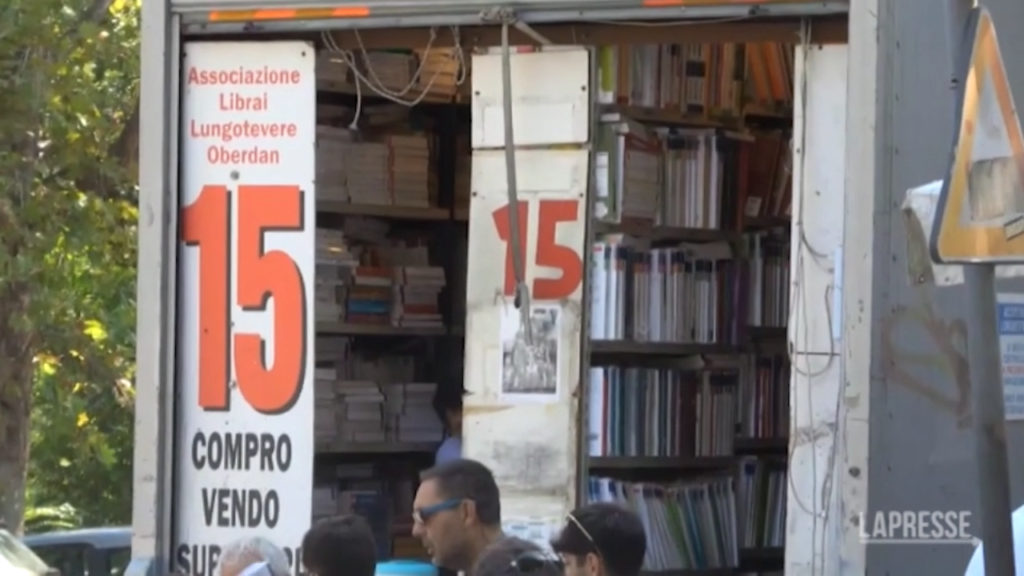 Associazione
Librai
Lungotevere
Oberdan
15
COMPRO
VENDO
15
LAPRESSE